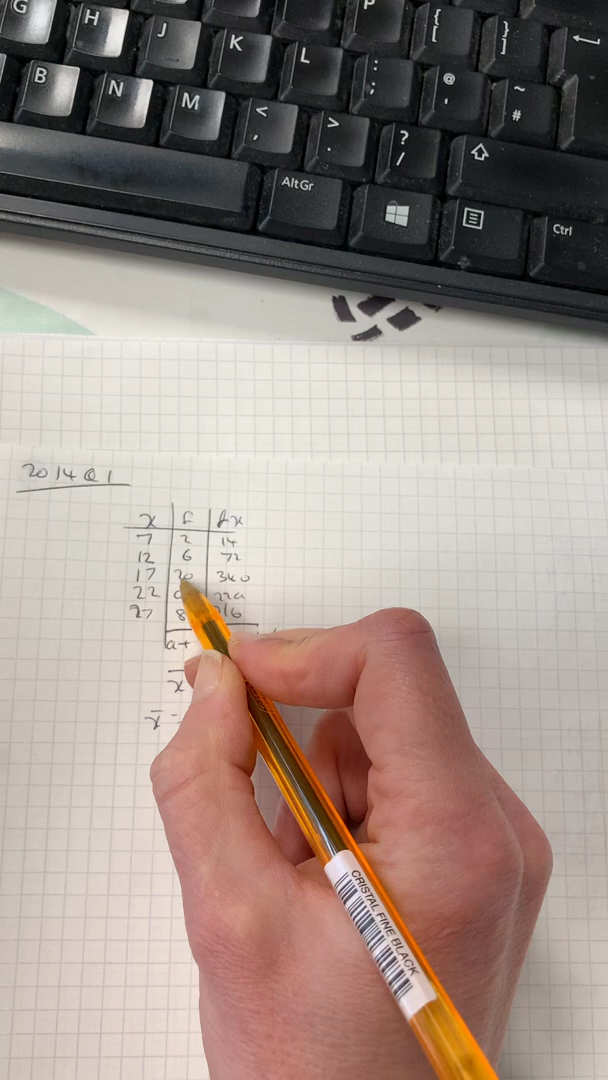 G H J K L P { [ } ]
B N M < , > . : ; @ ' ~ #
? /
AltGr Ctrl
2014 Q1
x f fx
7 2 14
12 6 72
17 20 340
22 a 22a
27 8 216
a+
x̄
x̄ =
CRISTAL FINE BLACK